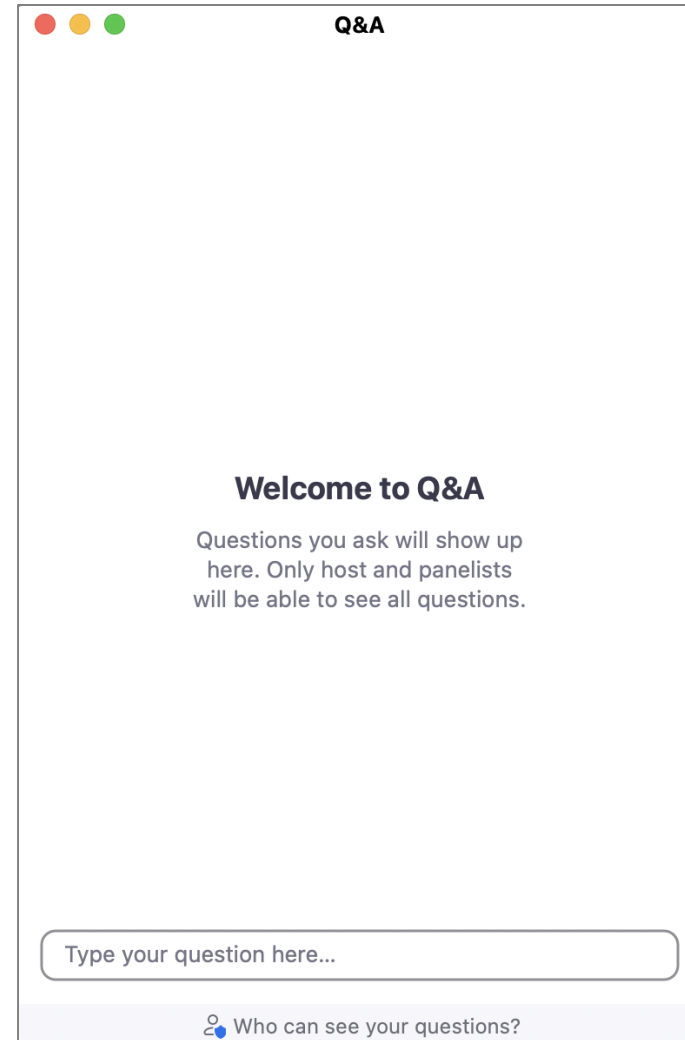 Q&A
Welcome to Q&A
Questions you ask will show up
here. Only host and panelists
will be able to see all questions.
Type your question here...
Who can see your questions?